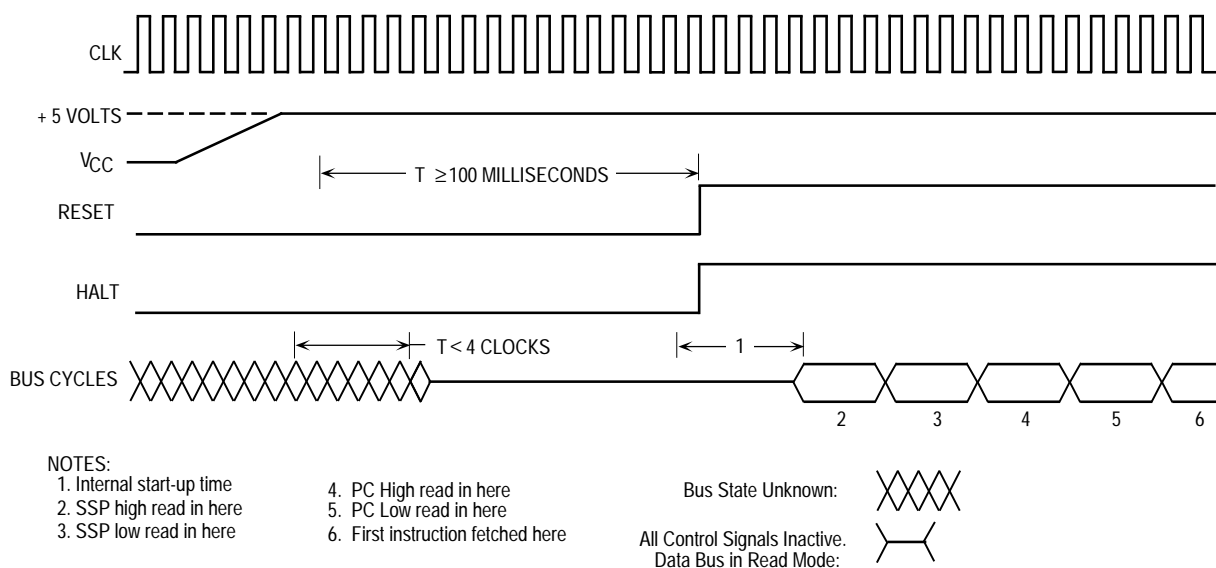 CLK
+ 5 VOLTS
VCC
T ≥100 MILLISECONDS
RESET
HALT
T < 4 CLOCKS
1
BUS CYCLES
2 3 4 5 6
NOTES:
1. Internal start-up time
2. SSP high read in here
3. SSP low read in here
4. PC High read in here
5. PC Low read in here
6. First instruction fetched here
Bus State Unknown:
All Control Signals Inactive.
Data Bus in Read Mode: